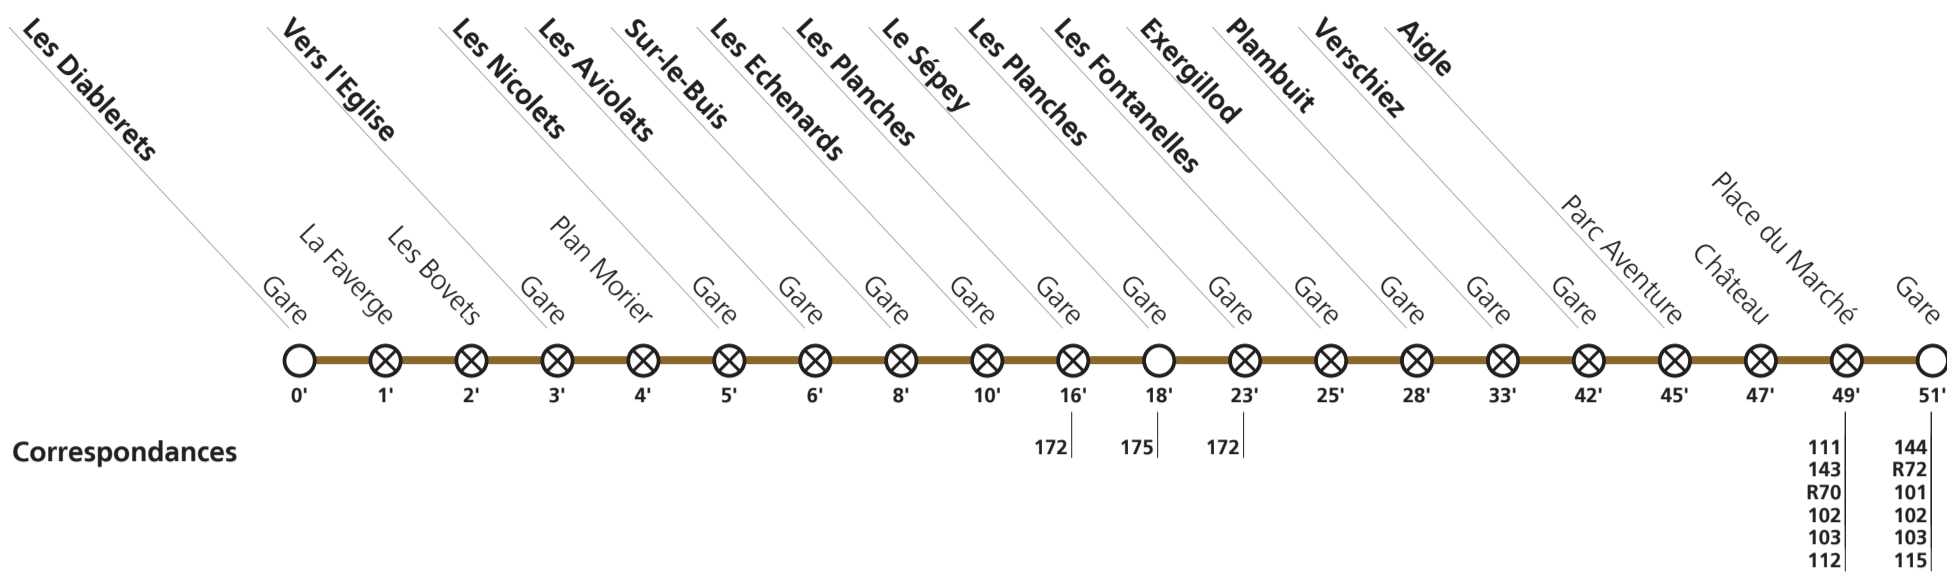 Les Diablerets
Vers l'Eglise
Les Nicolets
Les Aviolats
Sur-le-Buis
Les Echenards
Les Planches
Le Sépey
Les Planches
Les Fontanelles
Exergillod
Plambuit
Verschiez
Aigle
Gare
La Faverge
Les Bovets
Gare
Plan Morier
Gare
Gare
Gare
Gare
Gare
Gare
Gare
Gare
Gare
Gare
Gare
Parc Aventure
Château
Place du Marché
Gare
0' 1' 2' 3' 4' 5' 6' 8' 10' 16' 18' 23' 25' 28' 33' 42' 45' 47' 49' 51'
Correspondances 172 175 172 111 144
143 R72
R70 101
102 102
103 103
112 115